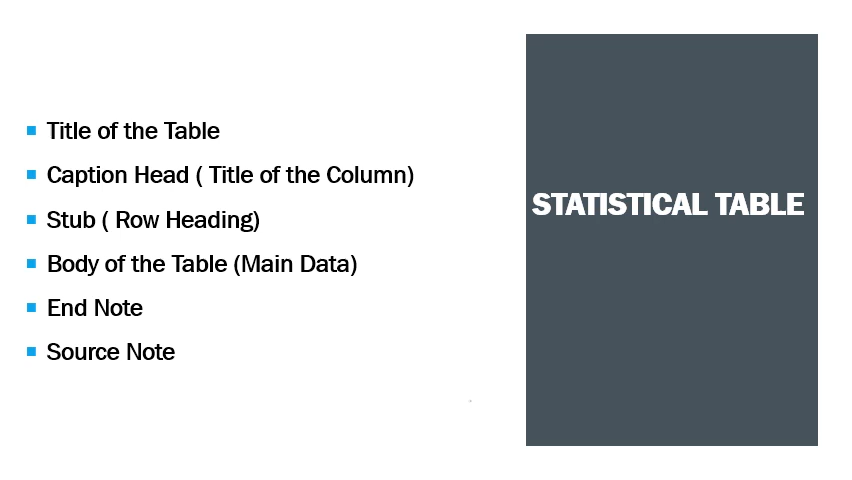 Title of the Table
Caption Head ( Title of the Column)
Stub ( Row Heading)
Body of the Table (Main Data)
End Note
Source Note
STATISTICAL TABLE